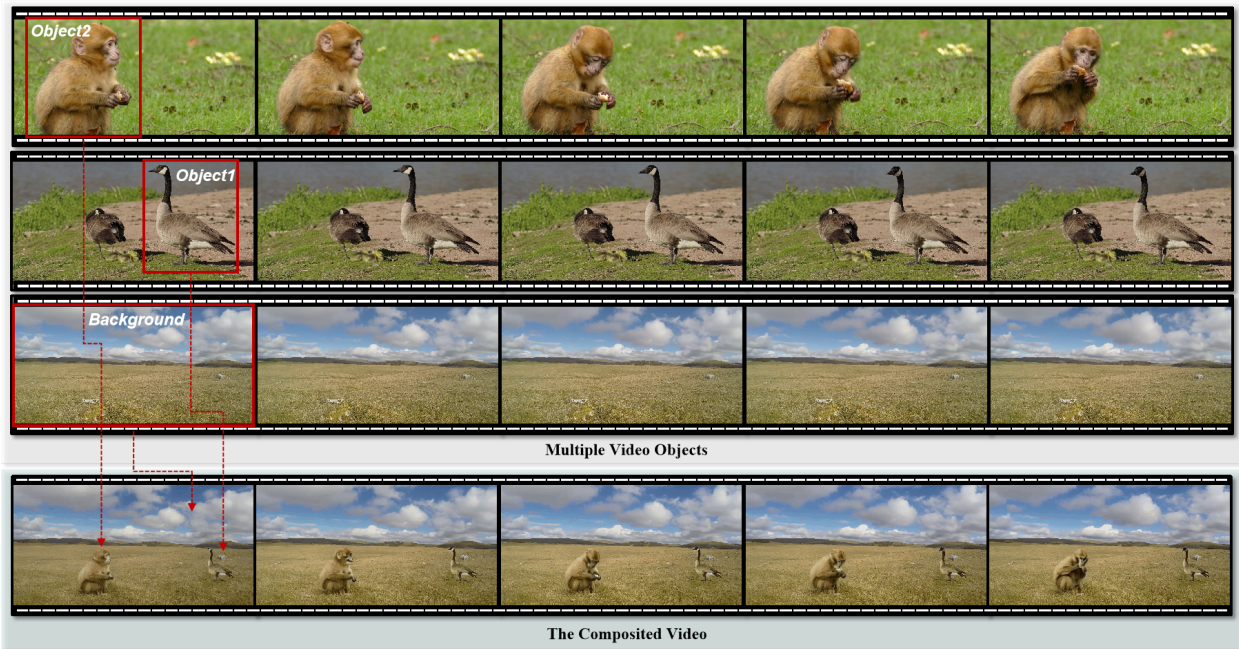 Object2
Object1
Background
Multiple Video Objects
The Composited Video